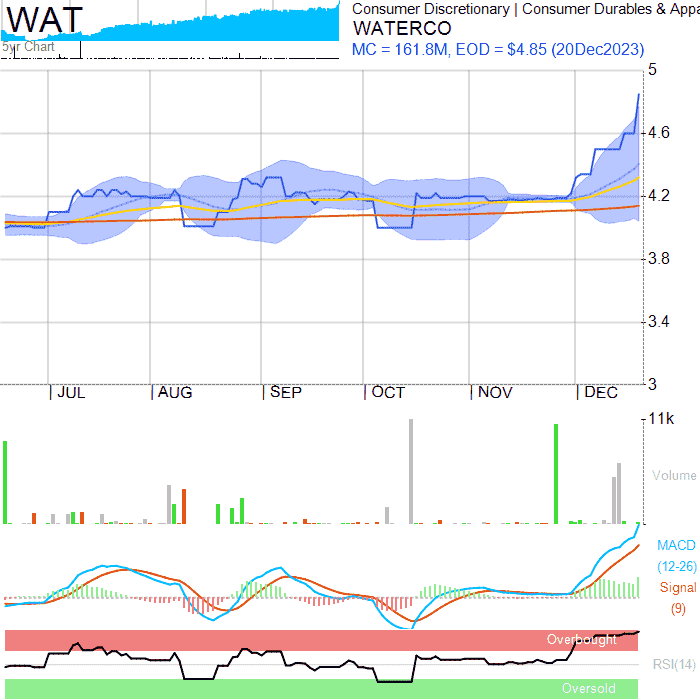 WAT
5yr Chart
Consumer Discretionary | Consumer Durables & Appa
WATERCO
MC = 161.8M, EOD = $4.85 (20Dec2023)
5
4.6
4.2
3.8
3.4
3
JUL AUG SEP OCT NOV DEC
11k
Volume
MACD
(12-26)
Signal
(9)
Overbought
RSI(14)
Oversold